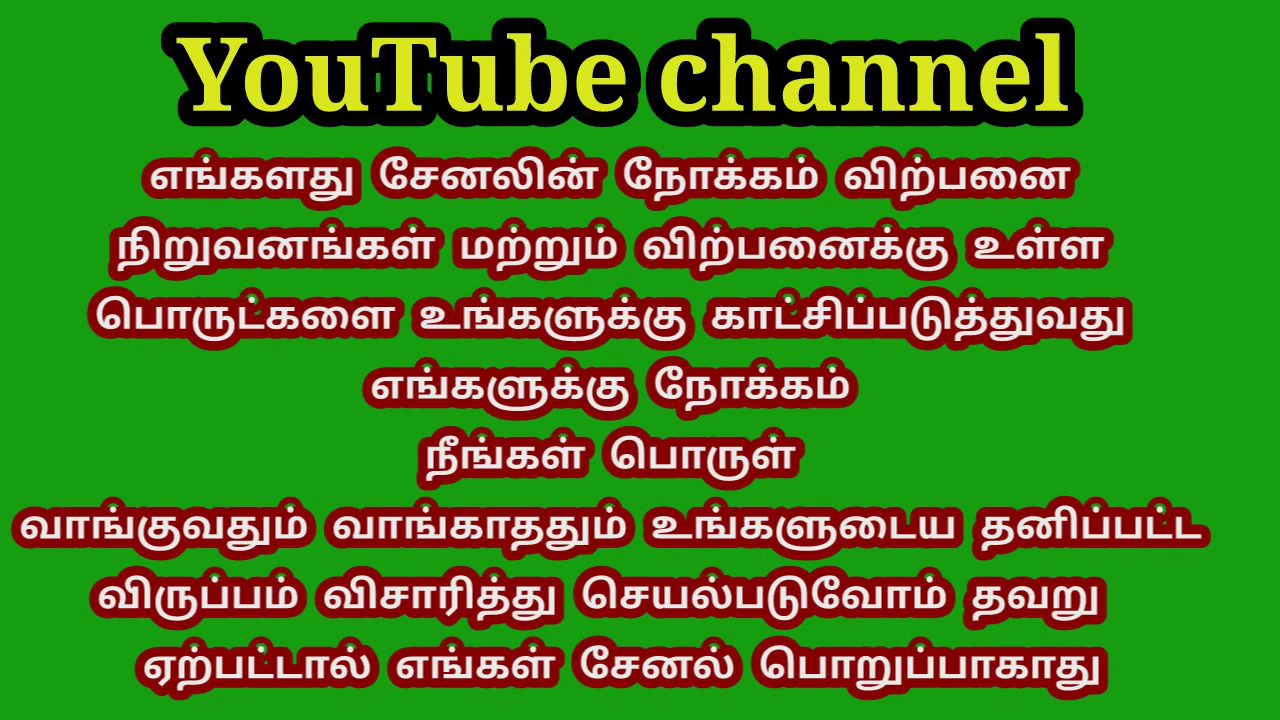 YouTube channel
எங்களது சேனலின் நோக்கம் விற்பனை
நிறுவனங்கள் மற்றும் விற்பனைக்கு உள்ள
பொருட்களை உங்களுக்கு காட்சிப்படுத்துவது
எங்களுக்கு நோக்கம்
நீங்கள் பொருள்
வாங்குவதும் வாங்காததும் உங்களுடைய தனிப்பட்ட
விருப்பம் விசாரித்து செயல்படுவோம் தவறு
ஏற்பட்டால் எங்கள் சேனல் பொறுப்பாகாது